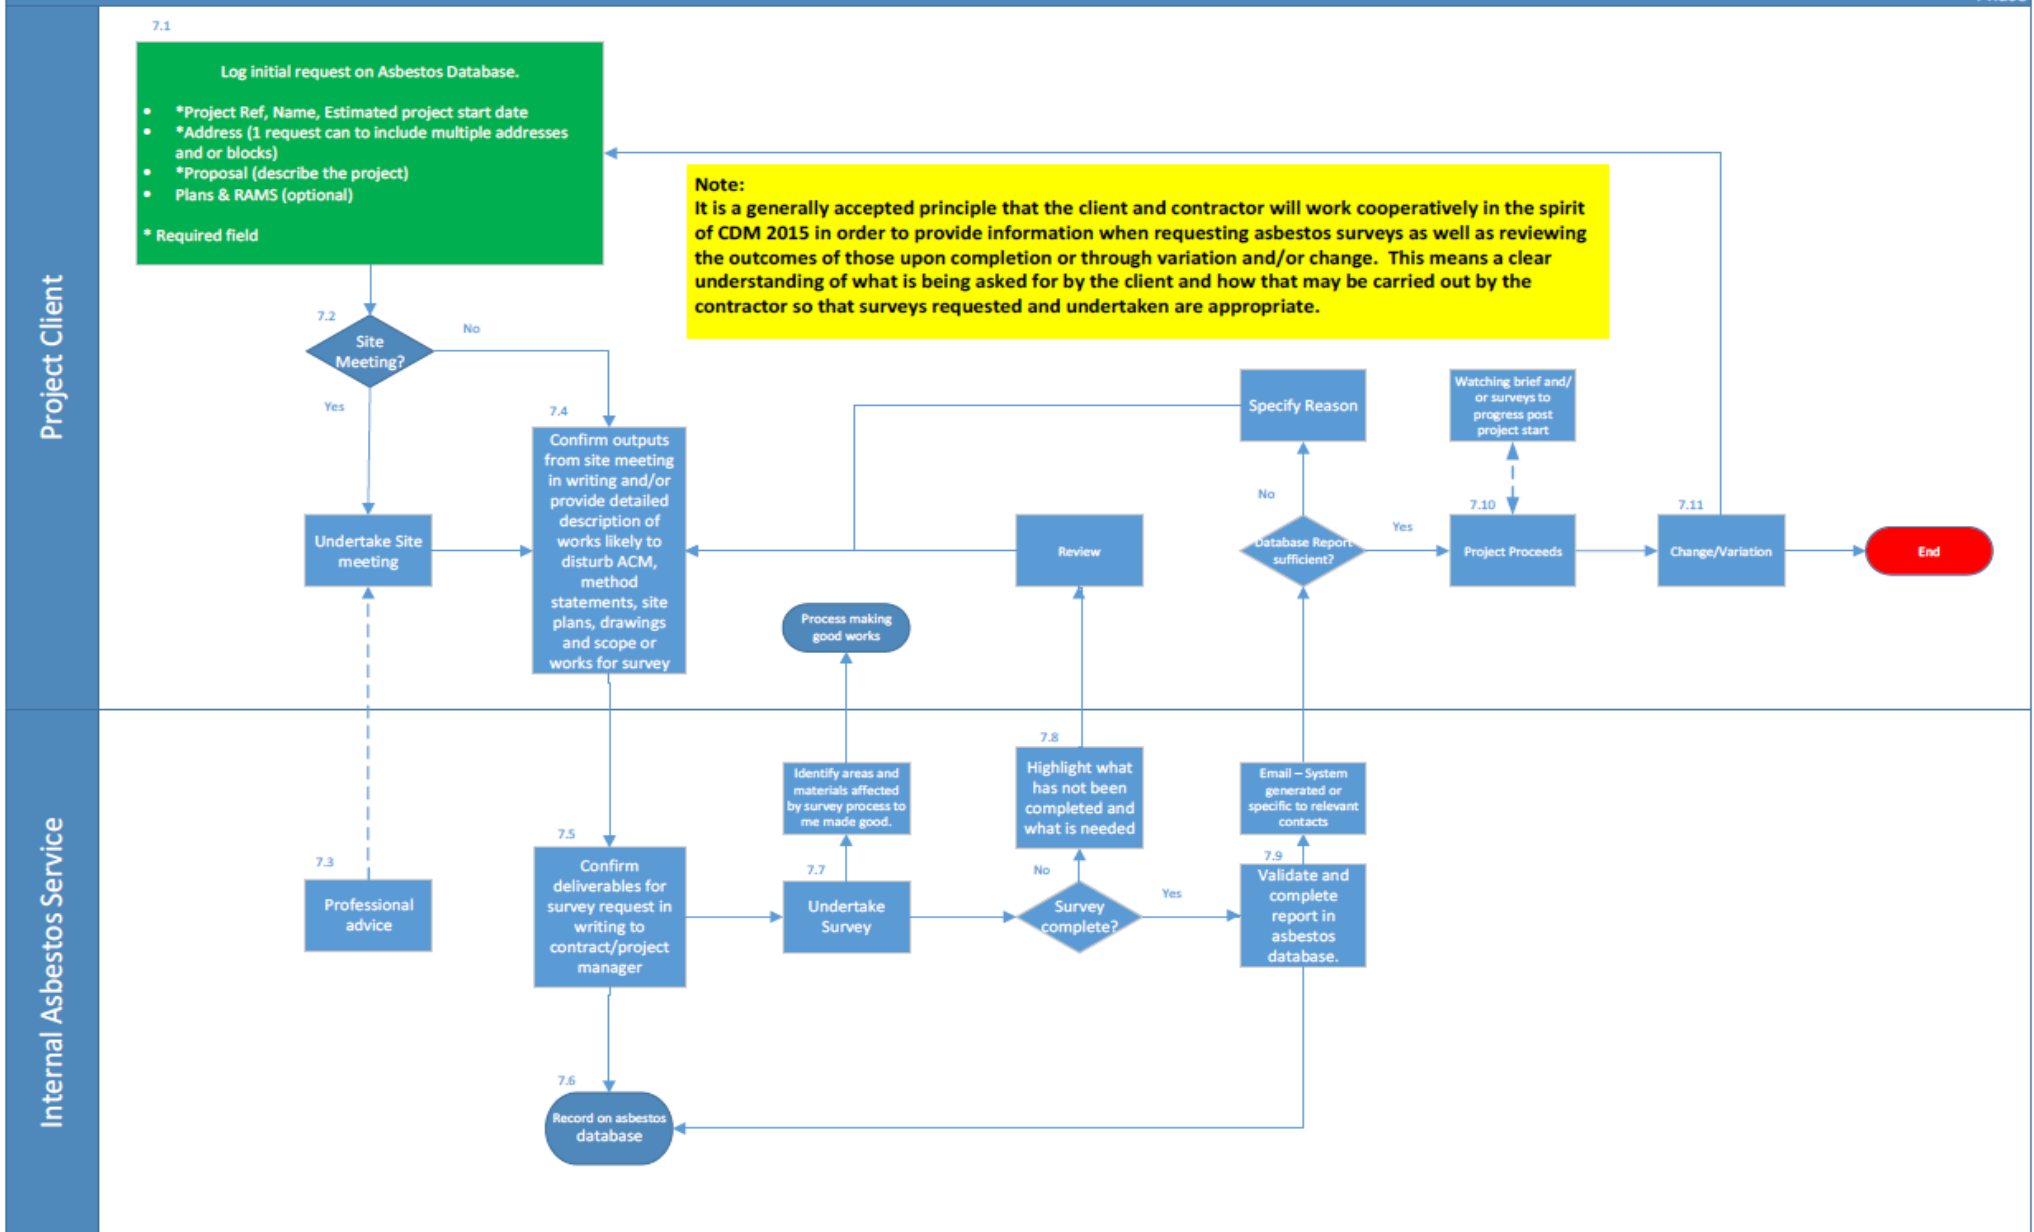 7.1
Log initial request on Asbestos Database.
• *Project Ref, Name, Estimated project start date
• *Address (1 request can to include multiple addresses
and or blocks)
• *Proposal (describe the project)
• Plans & RAMS (optional)
* Required field
Note:
It is a generally accepted principle that the client and contractor will work cooperatively in the spirit
of CDM 2015 in order to provide information when requesting asbestos surveys as well as reviewing
the outcomes of those upon completion or through variation and/or change. This means a clear
understanding of what is being asked for by the client and how that may be carried out by the
contractor so that surveys requested and undertaken are appropriate.
Project Client
7.2
Site
Meeting?
No
Yes
Undertake Site
meeting
7.4
Confirm outputs
from site meeting
in writing and/or
provide detailed
description of
works likely to
disturb ACM,
method
statements, site
plans, drawings
and scope or
works for survey
Process making
good works
Review
Specify Reason
No
Database Report
sufficient?
Yes
Watching brief and/
or surveys to
progress post
project start
7.10
Project Proceeds
7.11
Change/Variation
End
Internal Asbestos Service
7.3
Professional
advice
7.5
Confirm
deliverables for
survey request in
writing to
contract/project
manager
7.6
Record on asbestos
database
Identify areas and
materials affected
by survey process to
me made good.
7.7
Undertake
Survey
7.8
Highlight what
has not been
completed and
what is needed
No
Survey
complete?
Yes
Email – System
generated or
specific to relevant
contacts
7.9
Validate and
complete
report in
asbestos
database.